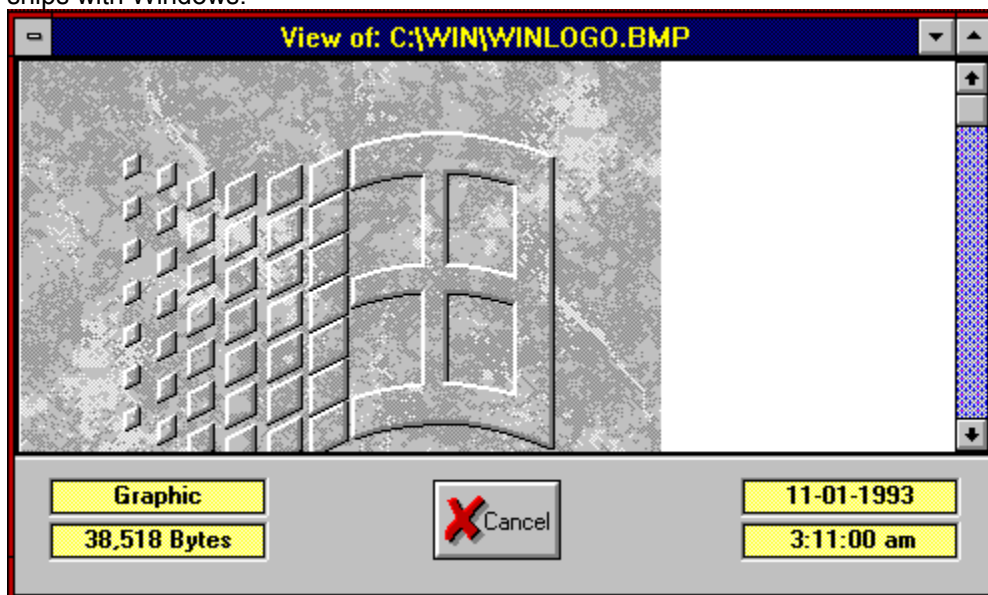 ships with Windows.
View of: C:\WIN\WINLOGO.BMP
Graphic
38,518 Bytes
Cancel
11-01-1993
3:11:00 am